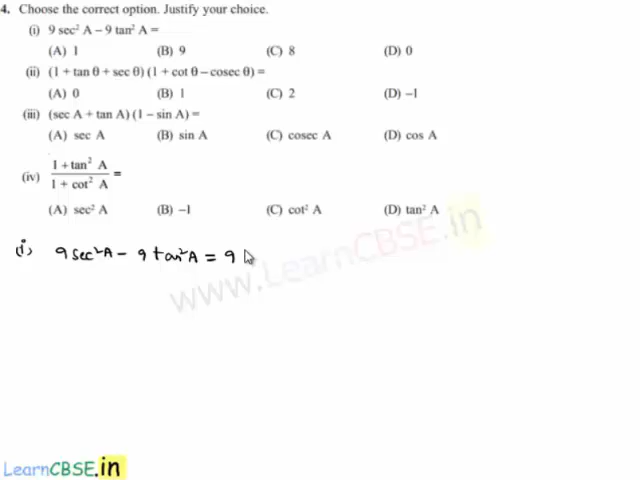 4. Choose the correct option. Justify your choice.
(i) 9 sec² A – 9 tan² A =
(A) 1 (B) 9 (C) 8 (D) 0
(ii) (1 + tan θ + sec θ) (1 + cot θ – cosec θ) =
(A) 0 (B) 1 (C) 2 (D) –1
(iii) (sec A + tan A) (1 – sin A) =
(A) sec A (B) sin A (C) cosec A (D) cos A
(iv) 1 + tan² A / 1 + cot² A =
(A) sec² A (B) –1 (C) cot² A (D) tan² A
(i) 9 sec²A – 9 tan²A = 9
www.LearnCBSE.in
LearnCBSE.in